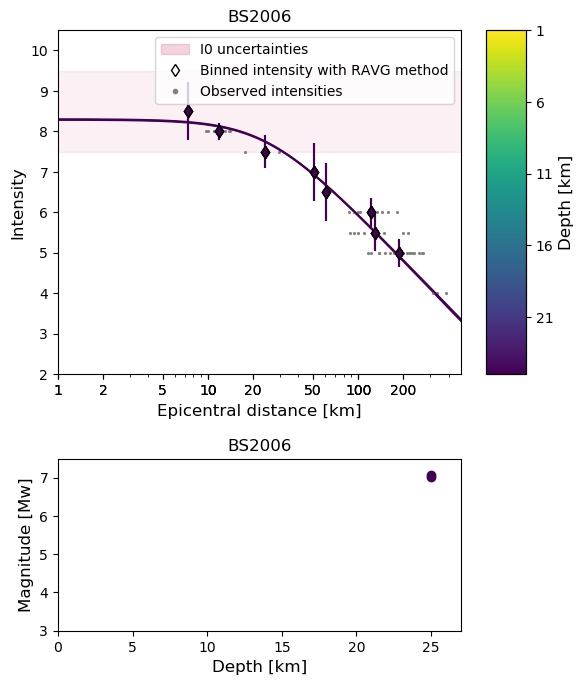 BS2006
I0 uncertainties
Binned intensity with RAVG method
Observed intensities
10
9
8
7
6
5
4
3
2
Intensity
1 2 5 10 20 50 100 200
Epicentral distance [km]
1
6
11
16
21
Depth [km]
BS2006
7
6
5
4
3
Magnitude [Mw]
0 5 10 15 20 25
Depth [km]